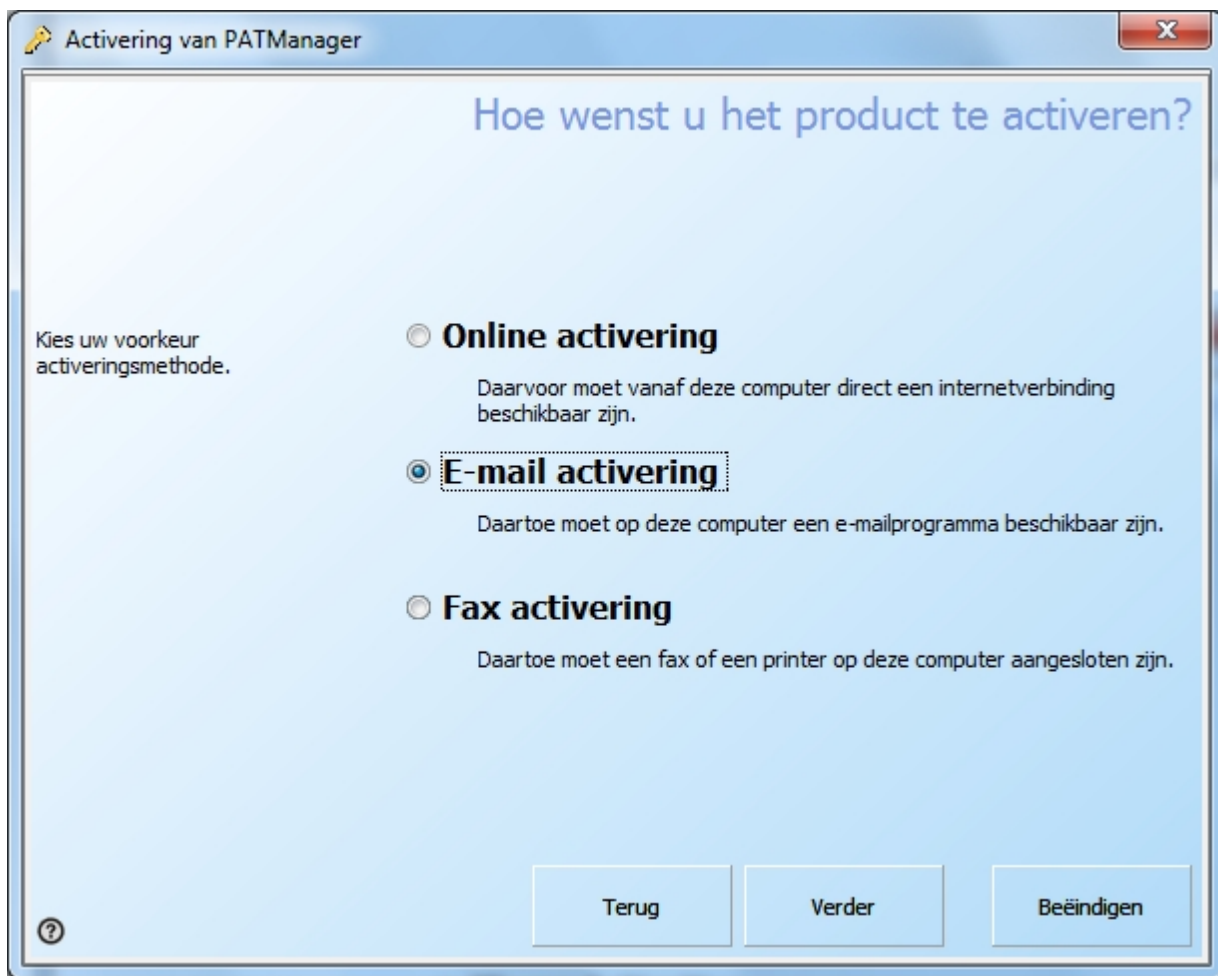 Activering van PATManager
Hoe wenst u het product te activeren?
Kies uw voorkeur
activeringsmethode.
Online activering
Daarvoor moet vanaf deze computer direct een internetverbinding
beschikbaar zijn.
E-mail activering
Daartoe moet op deze computer een e-mailprogramma beschikbaar zijn.
Fax activering
Daartoe moet een fax of een printer op deze computer aangesloten zijn.
Terug
Verder
Beëindigen